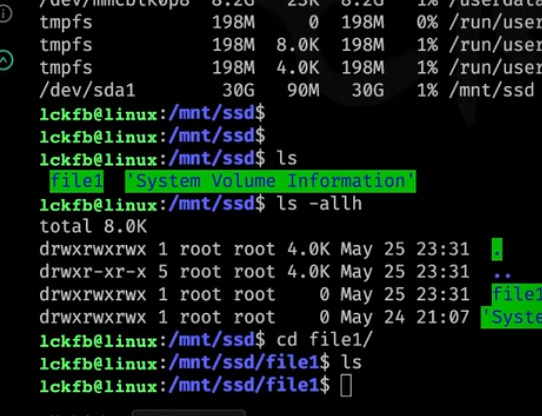 /dev/mmcblk0p8 8.2G 23K 8.2G 1% /userdata
tmpfs 198M 0 198M 0% /run/user
tmpfs 198M 8.0K 198M 1% /run/user
tmpfs 198M 4.0K 198M 1% /run/user
/dev/sda1 30G 90M 30G 1% /mnt/ssd
lckfb@linux:/mnt/ssd$
lckfb@linux:/mnt/ssd$
lckfb@linux:/mnt/ssd$ ls
file1 'System Volume Information'
lckfb@linux:/mnt/ssd$ ls -allh
total 8.0K
drwxrwxrwx 1 root root 4.0K May 25 23:31 .
drwxr-xr-x 5 root root 4.0K May 25 23:31 ..
drwxrwxrwx 1 root root 0 May 25 23:31 file1
drwxrwxrwx 1 root root 0 May 24 21:07 'Syste
lckfb@linux:/mnt/ssd$ cd file1/
lckfb@linux:/mnt/ssd/file1$ ls
lckfb@linux:/mnt/ssd/file1$